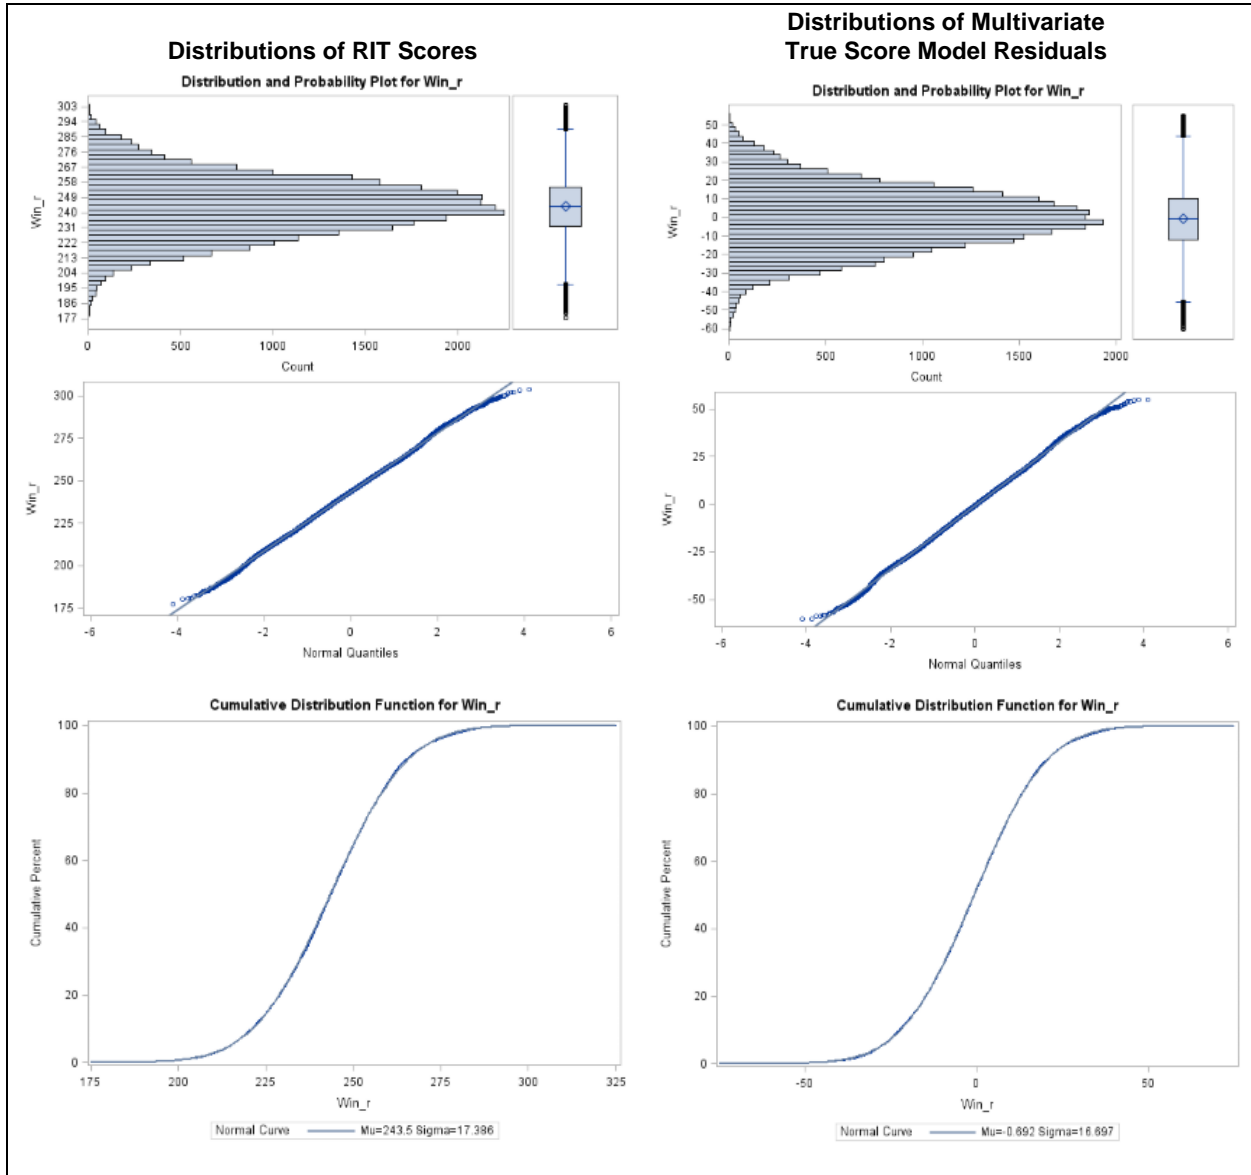 Distributions of RIT Scores
Distribution and Probability Plot for Win_r
303
294
285
276
267
258
249
240
231
222
213
204
195
186
177
Win_r
0 500 1000 1500 2000
Count
300
275
250
225
200
175
Win_r
-6 -4 -2 0 2 4 6
Normal Quantiles
Cumulative Distribution Function for Win_r
100
80
60
40
20
0
Cumulative Percent
175 200 225 250 275 300 325
Win_r
Normal Curve Mu=243.5 Sigma=17.386
Distributions of Multivariate
True Score Model Residuals
Distribution and Probability Plot for Win_r
50
40
30
20
10
0
-10
-20
-30
-40
-50
-60
Win_r
0 500 1000 1500 2000
Count
50
25
0
-25
-50
Win_r
-6 -4 -2 0 2 4 6
Normal Quantiles
Cumulative Distribution Function for Win_r
100
80
60
40
20
0
Cumulative Percent
-50 0 50
Win_r
Normal Curve Mu=-0.692 Sigma=16.697